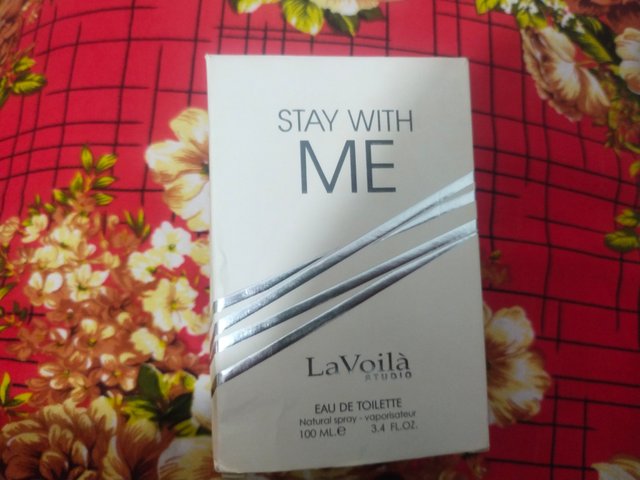 STAY WITH
ME
LaVoilà
STUDIO
EAU DE TOILETTE
Natural spray - vaporisateur
100 ML.e 3.4 FL.OZ.